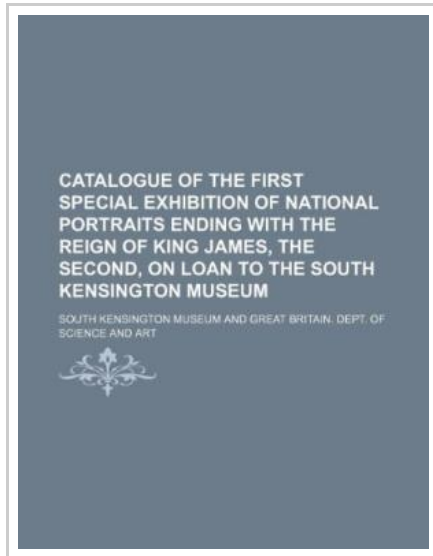 CATALOGUE OF THE FIRST
SPECIAL EXHIBITION OF NATIONAL
PORTRAITS ENDING WITH THE
REIGN OF KING JAMES, THE
SECOND, ON LOAN TO THE SOUTH
KENSINGTON MUSEUM
SOUTH KENSINGTON MUSEUM AND GREAT BRITAIN. DEPT. OF
SCIENCE AND ART